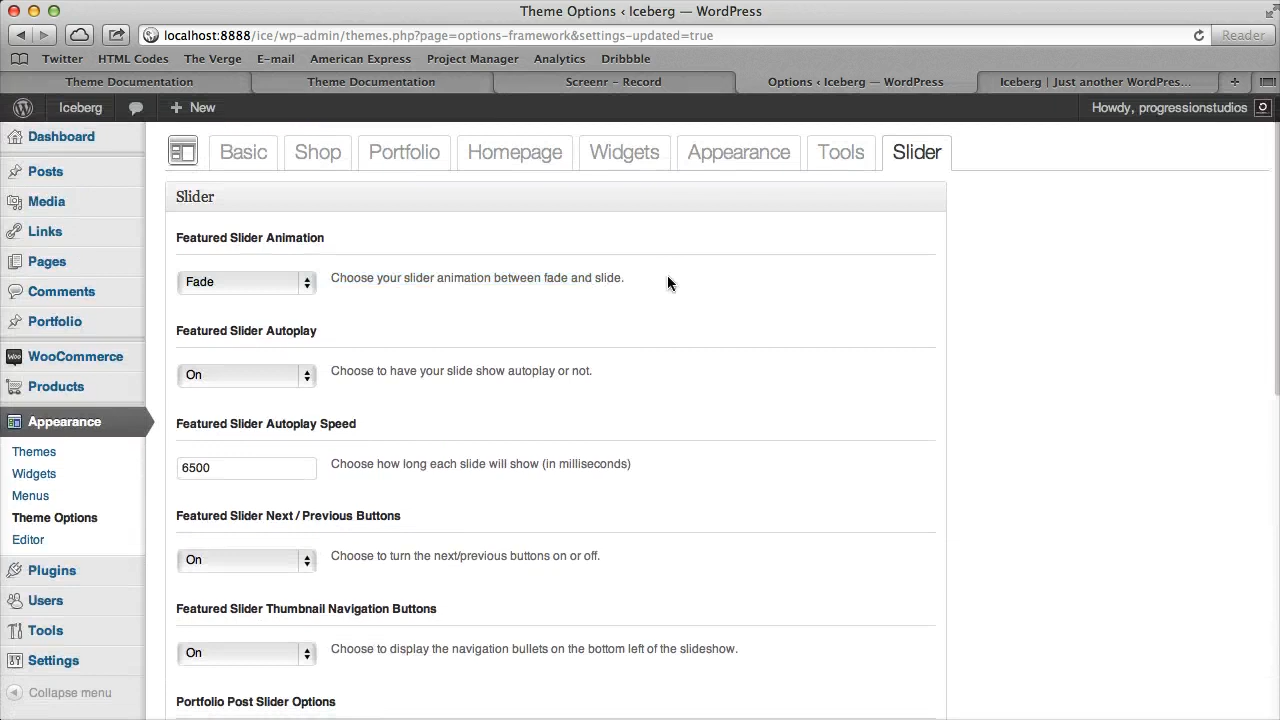 Theme Options ‹ Iceberg — WordPress
localhost:8888/ice/wp-admin/themes.php?page=options-framework&settings-updated=true
Reader
Twitter HTML Codes The Verge E-mail American Express Project Manager Analytics Dribbble
Theme Documentation Theme Documentation Screenr – Record Options ‹ Iceberg — WordPress Iceberg | Just another WordPres...
Iceberg + New Howdy, progressionstudios
Dashboard
Posts
Media
Links
Pages
Comments
Portfolio
WooCommerce
Products
Appearance
Themes
Widgets
Menus
Theme Options
Editor
Plugins
Users
Tools
Settings
Collapse menu
Basic Shop Portfolio Homepage Widgets Appearance Tools Slider
Slider
Featured Slider Animation
Fade Choose your slider animation between fade and slide.
Featured Slider Autoplay
On Choose to have your slide show autoplay or not.
Featured Slider Autoplay Speed
6500 Choose how long each slide will show (in milliseconds)
Featured Slider Next / Previous Buttons
On Choose to turn the next/previous buttons on or off.
Featured Slider Thumbnail Navigation Buttons
On Choose to display the navigation bullets on the bottom left of the slideshow.
Portfolio Post Slider Options